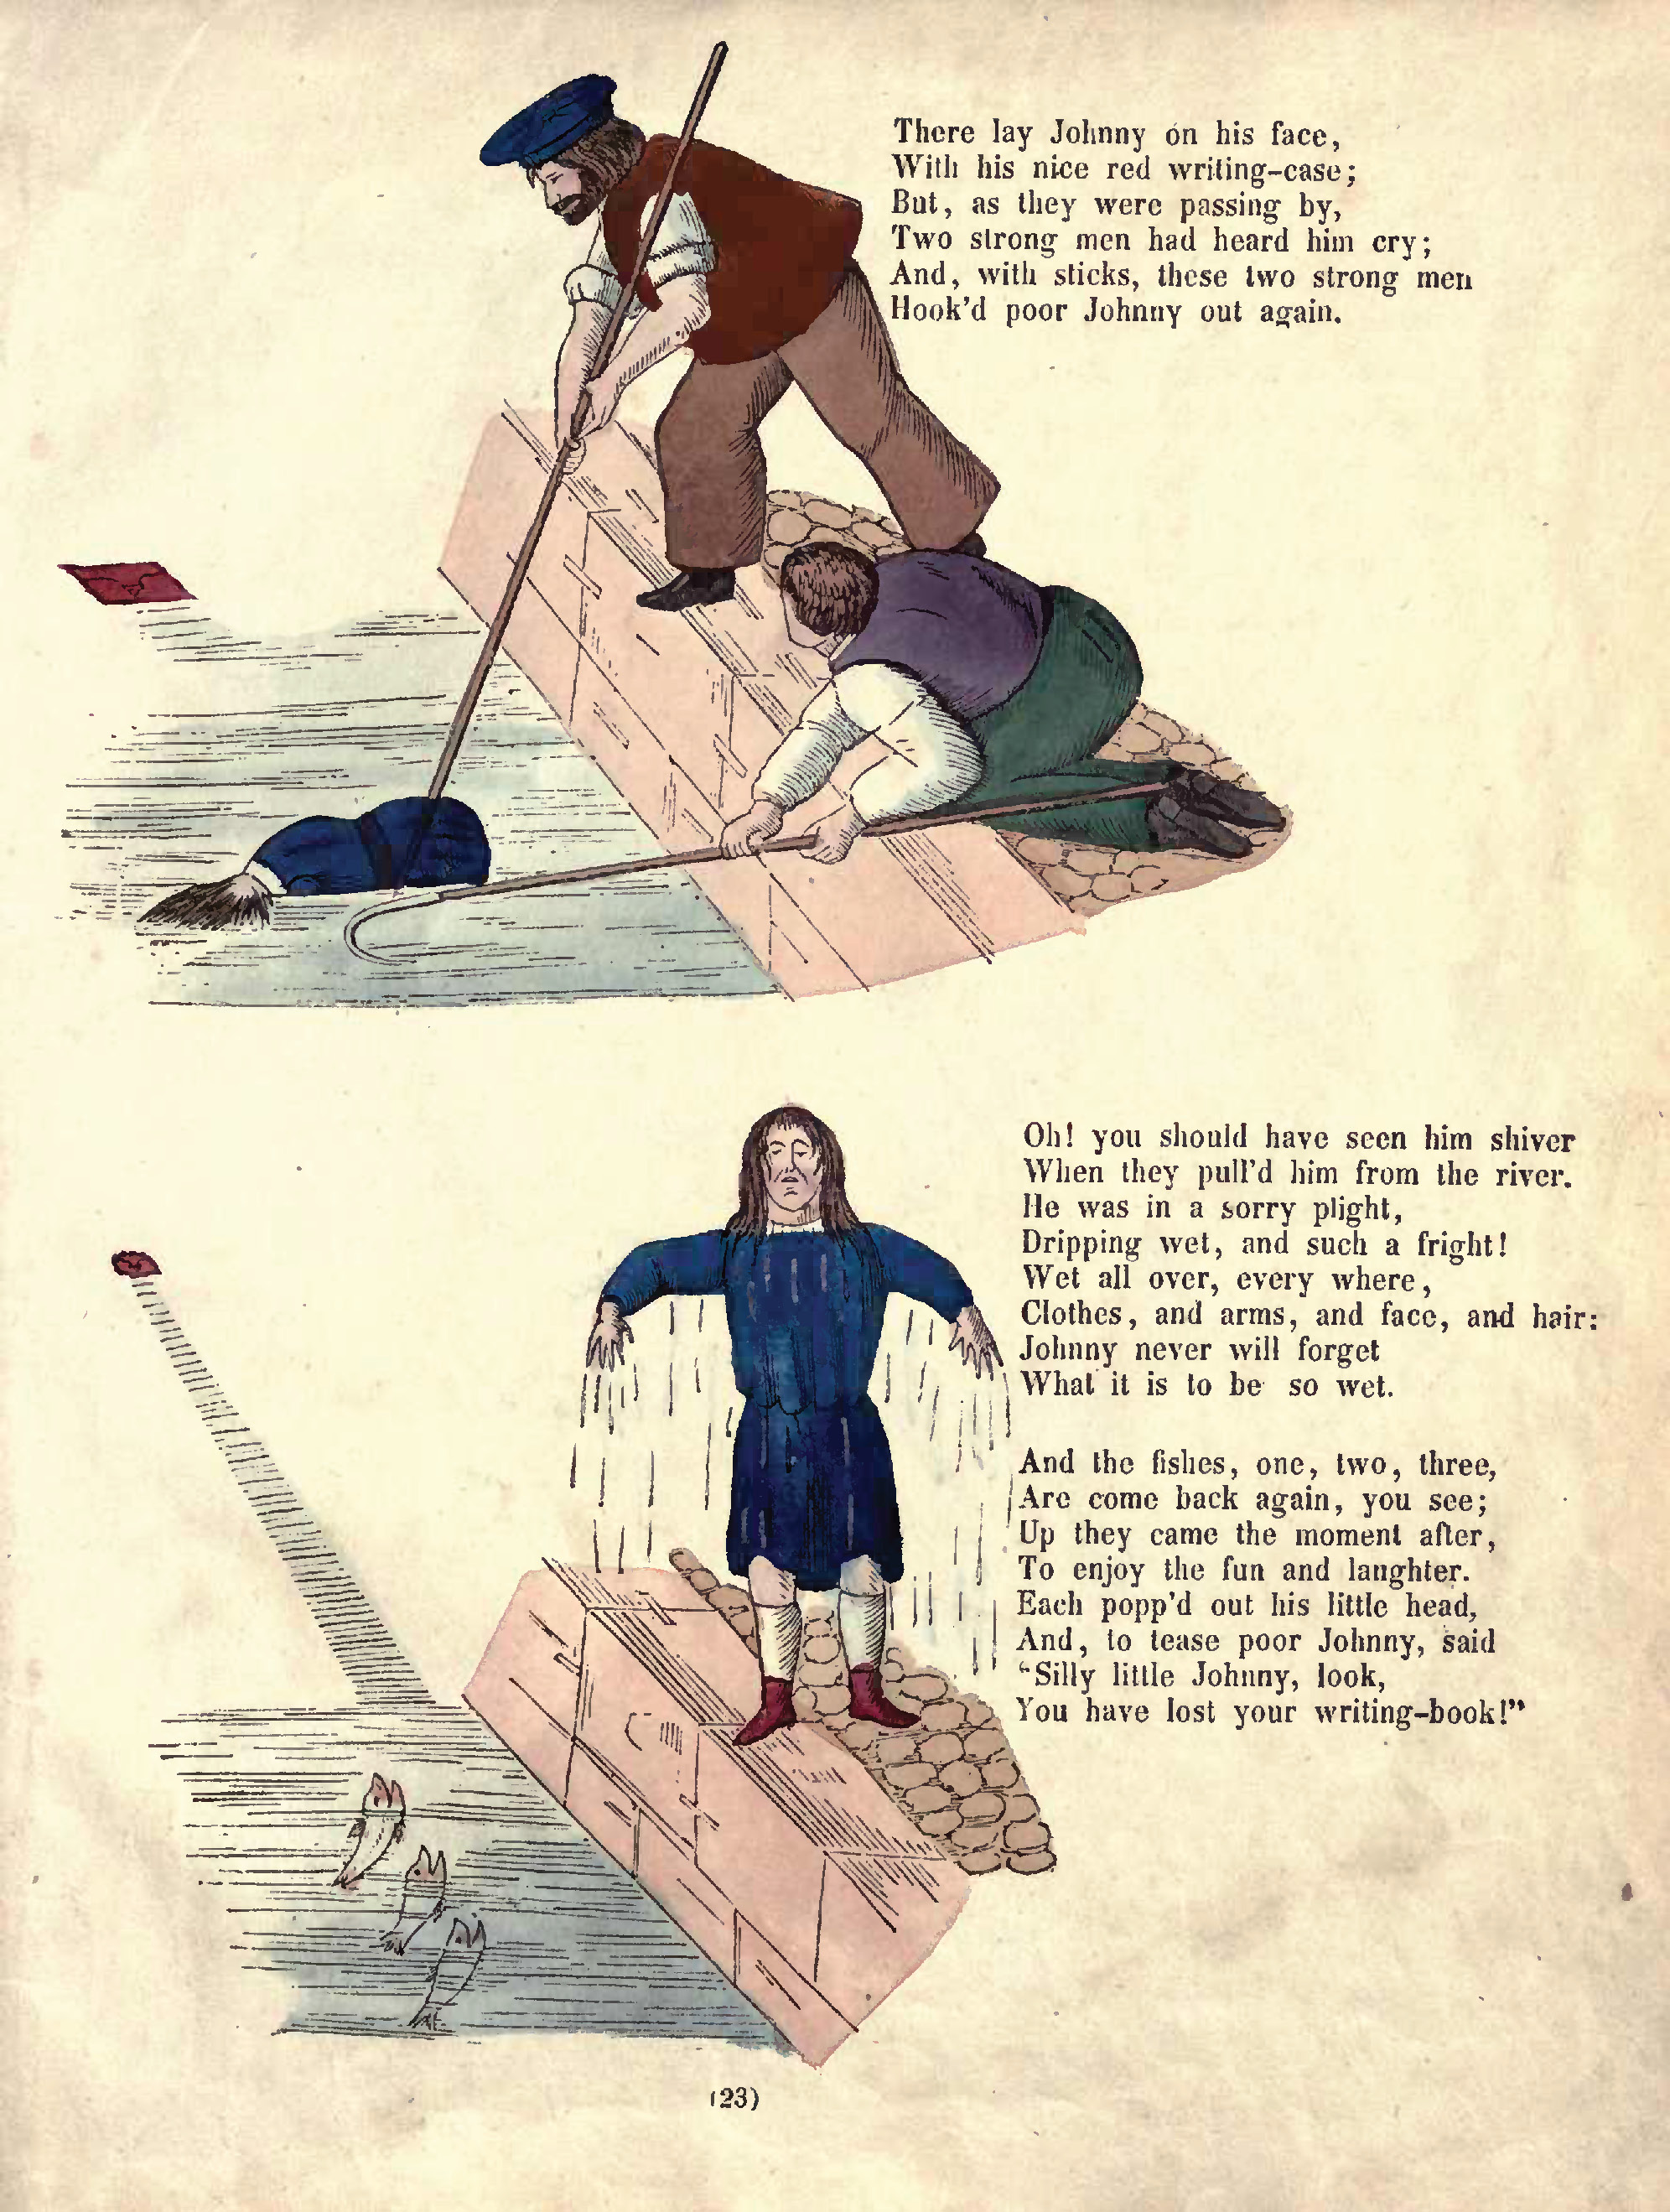 There lay Johnny on his face,
With his nice red writing-case;
But, as they were passing by,
Two strong men had heard him cry;
And, with sticks, these two strong men
Hook'd poor Johnny out again.
Oh! you should have seen him shiver
When they pull'd him from the river.
He was in a sorry plight,
Dripping wet, and such a fright!
Wet all over, every where,
Clothes, and arms, and face, and hair:
Johnny never will forget
What it is to be so wet.
And the fishes, one, two, three,
Are come back again, you see;
Up they came the moment after,
To enjoy the fun and laughter.
Each popp'd out his little head,
And, to tease poor Johnny, said
“Silly little Johnny, look,
You have lost your writing-book!”
(23)